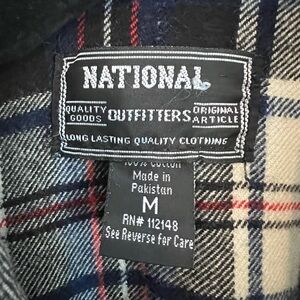 NATIONAL
QUALITY GOODS OUTFITTERS ORIGINAL ARTICLE
LONG LASTING QUALITY CLOTHING
100% Cotton
Made in
Pakistan
M
RN# 112148
See Reverse for Care